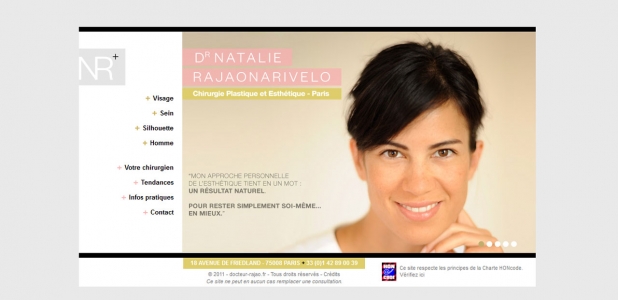 NR+
DR NATALIE
RAJAONARIVELO
Chirurgie Plastique et Esthétique - Paris
+ Visage
+ Sein
+ Silhouette
+ Homme
+ Votre chirurgien
+ Tendances
+ Infos pratiques
+ Contact
"MON APPROCHE PERSONNELLE
DE L'ESTHÉTIQUE TIENT EN UN MOT :
UN RÉSULTAT NATUREL.
POUR RESTER SIMPLEMENT SOI-MÊME...
EN MIEUX."
AVENUE DE FRIEDLAND - 75008 PARIS • 33 (0)1 42 89 00 39
© 2011 - docteur-rajao.fr - Tous droits réservés - Crédits
Ce site ne peut en aucun cas remplacer une consultation.
HON
Ce site respecte les principes de la Charte HONcode.
Vérifiez ici